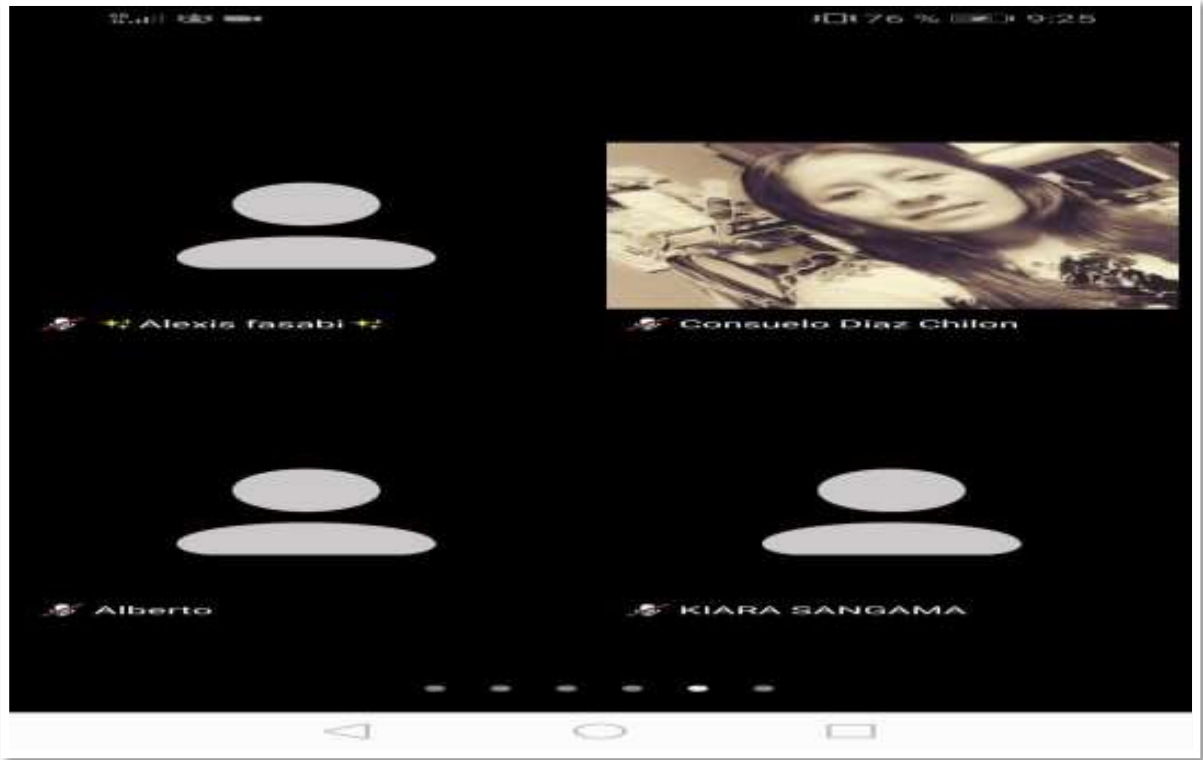 76 % 9:25
✨ Alexis fasabi ✨
Consuelo Diaz Chilon
Alberto
KIARA SANGAMA